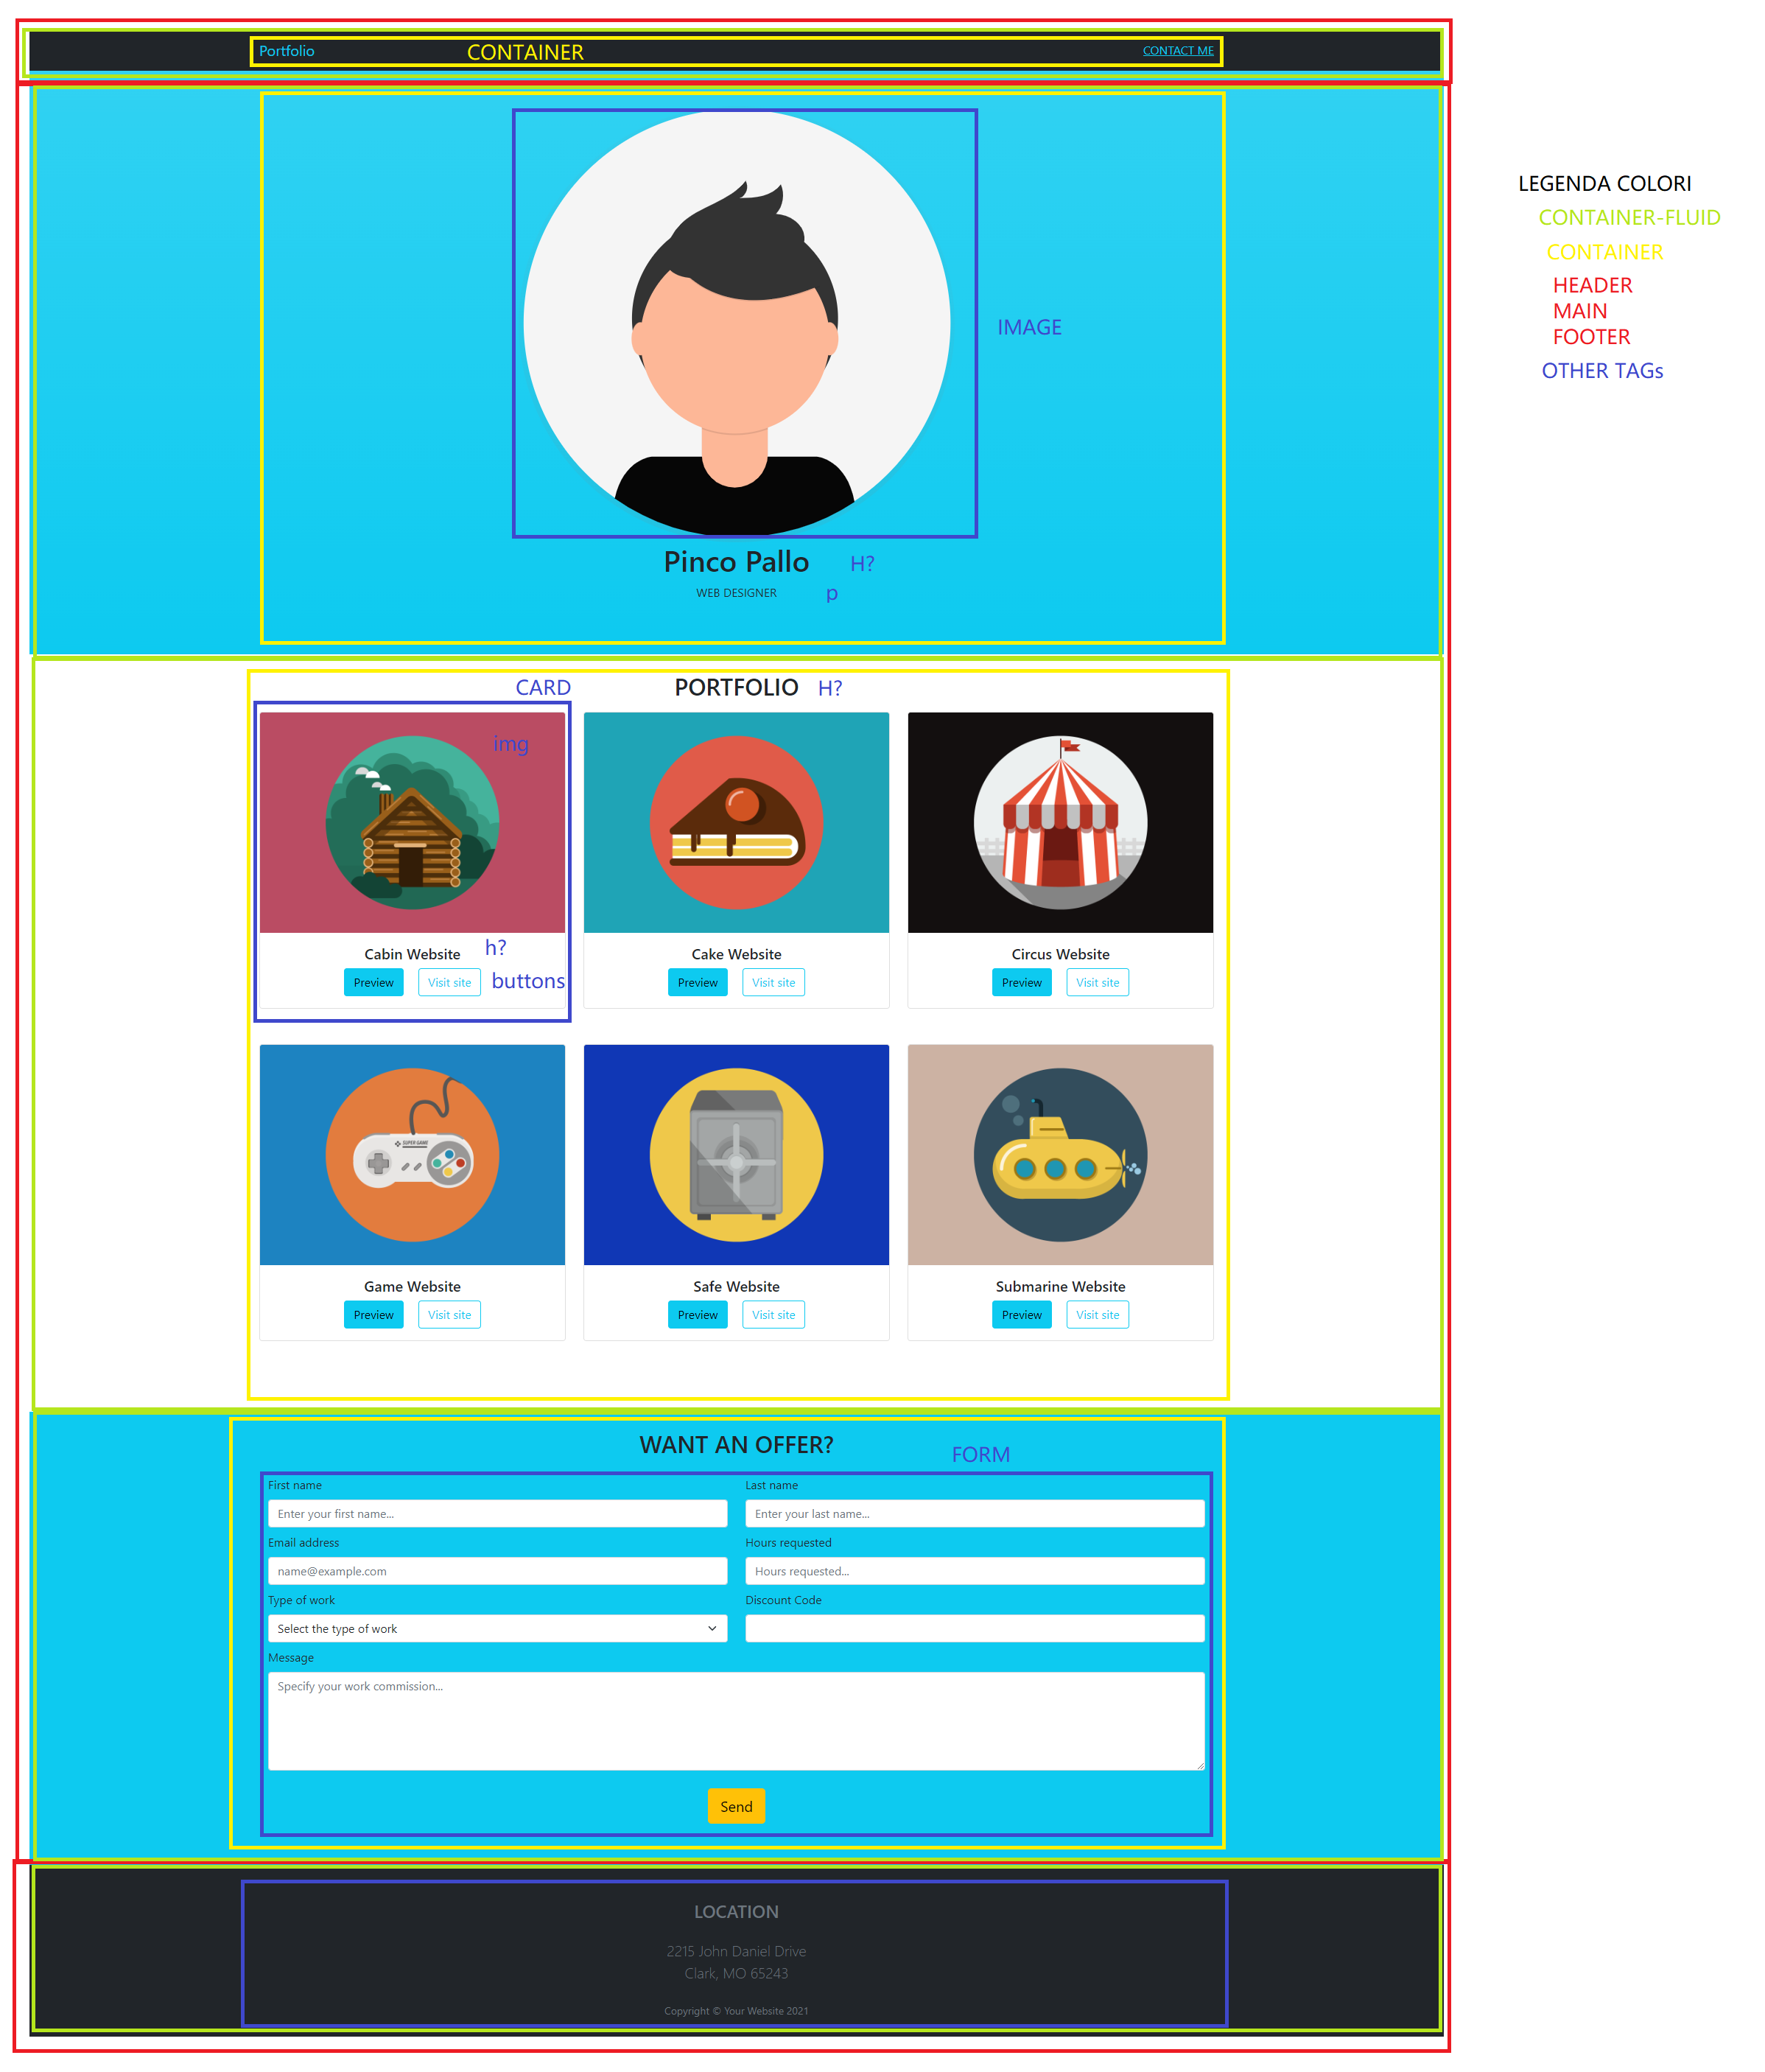 Portfolio
CONTAINER
CONTACT ME
LEGENDA COLORI
CONTAINER-FLUID
CONTAINER
HEADER
MAIN
FOOTER
OTHER TAGs
IMAGE
Pinco Pallo
H?
WEB DESIGNER
p
CARD
PORTFOLIO
H?
img
Cabin Website
h?
Preview
Visit site
buttons
Cake Website
Preview
Visit site
Circus Website
Preview
Visit site
SUPER GAME
Game Website
Preview
Visit site
Safe Website
Preview
Visit site
Submarine Website
Preview
Visit site
WANT AN OFFER?
FORM
First name
Enter your first name...
Last name
Enter your last name...
Email address
name@example.com
Hours requested
Hours requested...
Type of work
Select the type of work
Discount Code
Message
Specify your work commission...
Send
LOCATION
2215 John Daniel Drive
Clark, MO 65243
Copyright © Your Website 2021